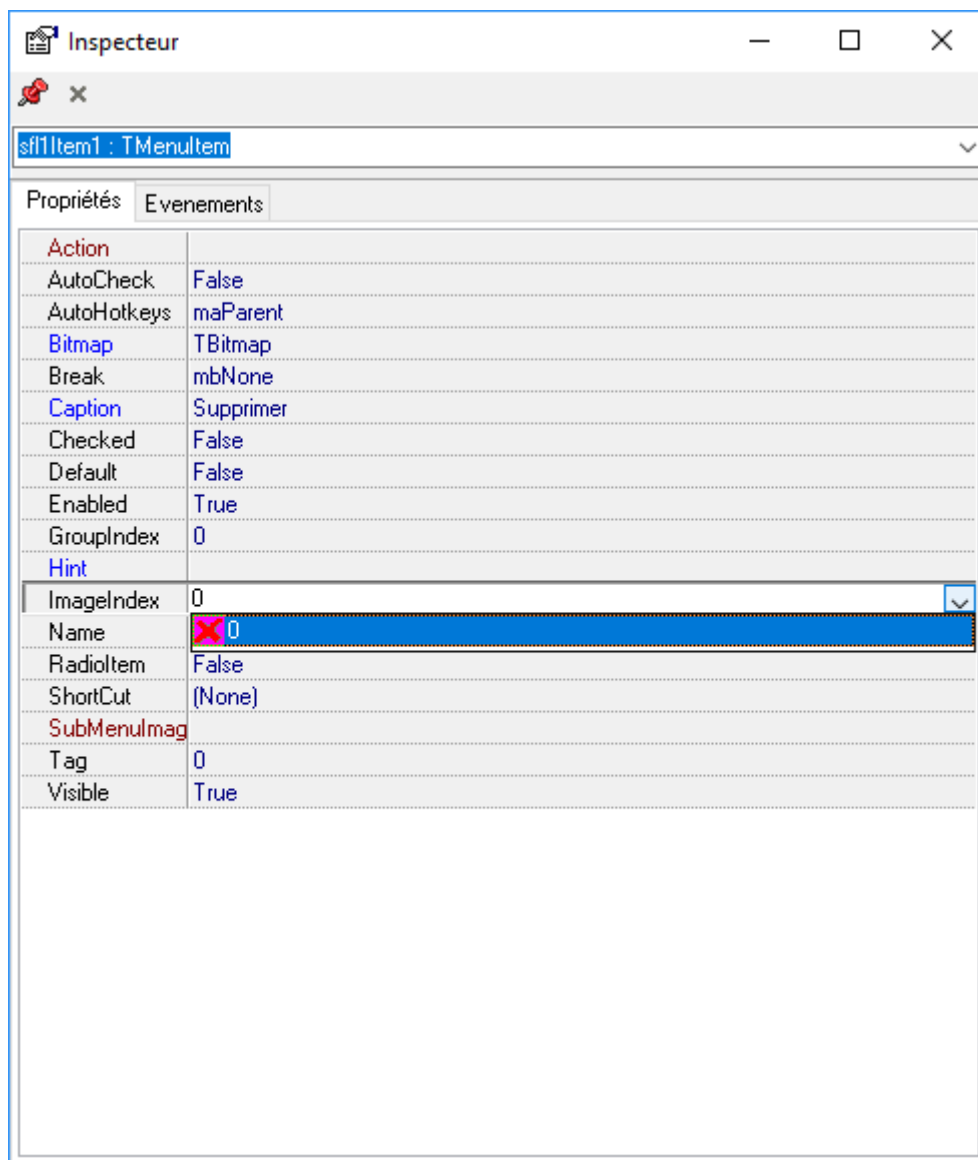 Inspecteur
sfl1Item1 : TMenuItem
Propriétés Evenements
Action
AutoCheck False
AutoHotkeys maParent
Bitmap TBitmap
Break mbNone
Caption Supprimer
Checked False
Default False
Enabled True
GroupIndex 0
Hint
ImageIndex 0
Name 0
RadioItem False
ShortCut (None)
SubMenuImag
Tag 0
Visible True